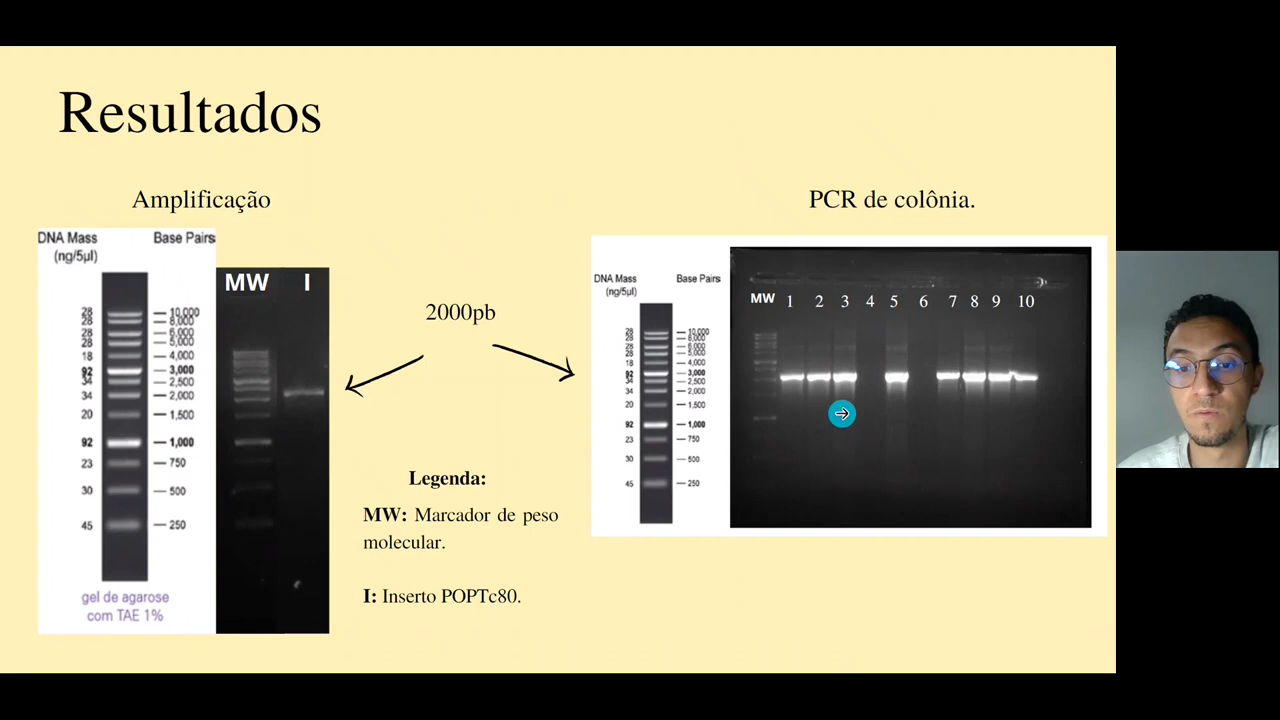 Resultados
Amplificação
PCR de colônia.
DNA Mass
(ng/5µl)
Base Pairs
28
28
28
28
18
92
34
34
20
92
23
30
45
10,000
8,000
6,000
5,000
4,000
3,000
2,500
2,000
1,500
1,000
750
500
250
gel de agarose
com TAE 1%
MW I
2000pb
Legenda:
MW: Marcador de peso
molecular.
I: Inserto POPTc80.
DNA Mass
(ng/5µl)
Base Pairs
28
28
28
28
18
92
34
34
20
92
23
30
45
10,000
8,000
6,000
5,000
4,000
3,000
2,500
2,000
1,500
1,000
750
500
250
MW 1 2 3 4 5 6 7 8 9 10